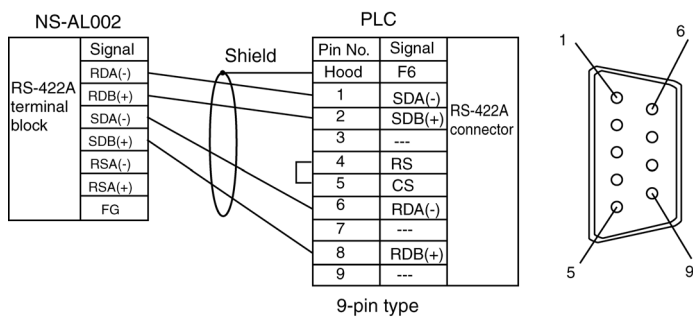 NS-AL002
RS-422A
terminal
block
Signal
RDA(-)
RDB(+)
SDA(-)
SDB(+)
RSA(-)
RSA(+)
FG
Shield
PLC
Pin No. Signal
Hood F6
1 SDA(-)
2 SDB(+)
3 ---
4 RS
5 CS
6 RDA(-)
7 ---
8 RDB(+)
9 ---
RS-422A
connector
9-pin type
1 6
5 9